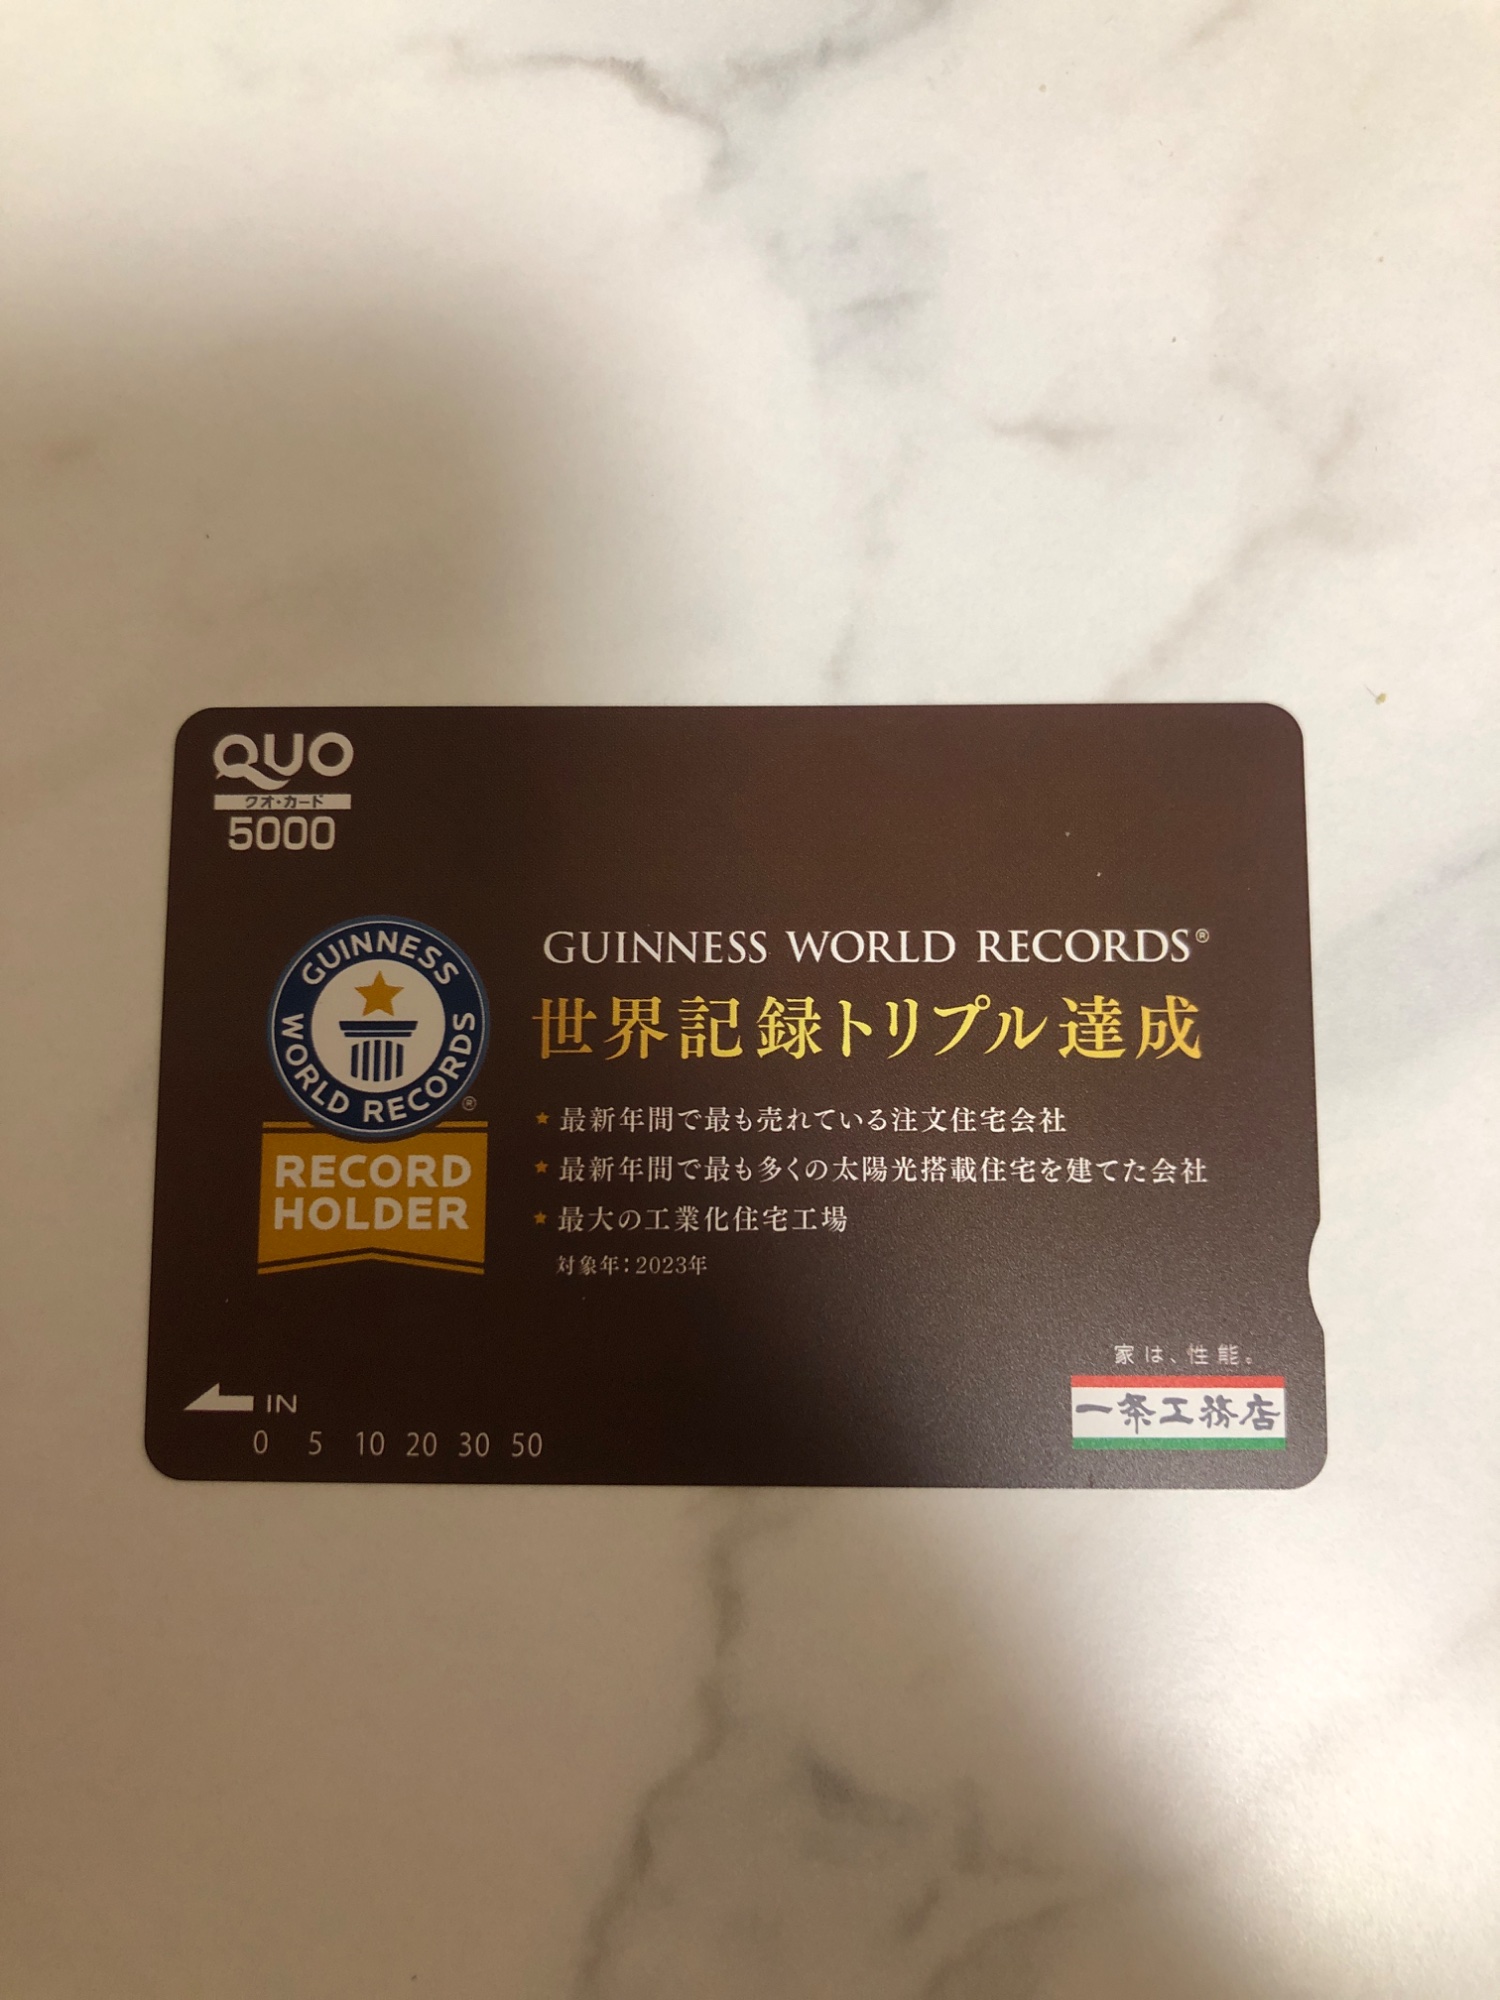 QUO
クオ・カード
5000
GUINNESS WORLD RECORDS®
RECORD
HOLDER
GUINNESS WORLD RECORDS®
世界記録トリプル達成
★ 最新年間で最も売れている注文住宅会社
★ 最新年間で最も多くの太陽光搭載住宅を建てた会社
★ 最大の工業化住宅工場
対象年：2023年
家は、性能。
一条工務店
IN
0 5 10 20 30 50